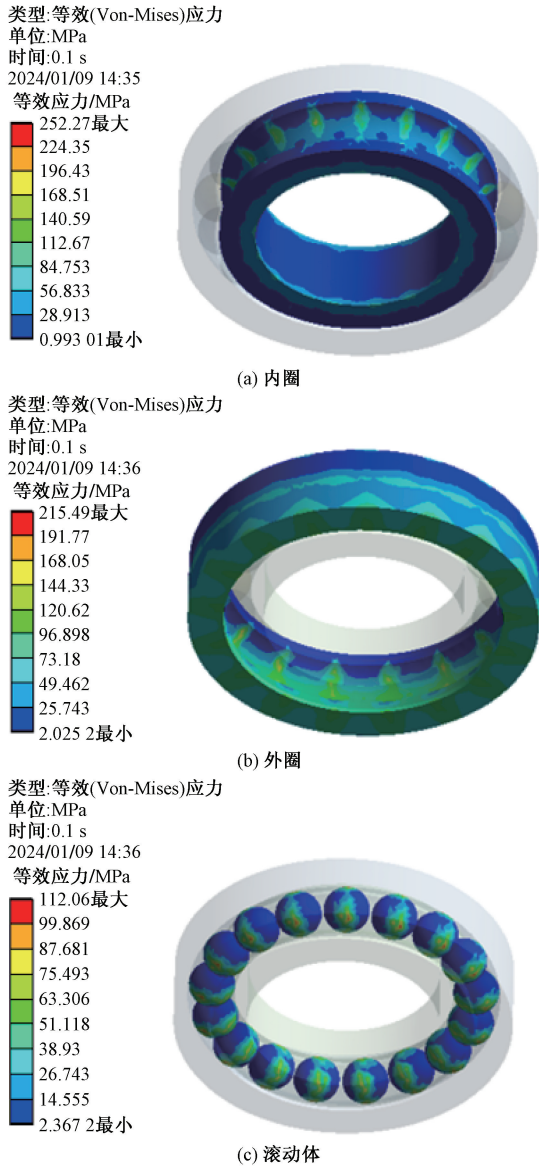 类型:等效(Von-Mises)应力
单位:MPa
时间:0.1 s
2024/01/09 14:35
等效应力/MPa
252.27最大
224.35
196.43
168.51
140.59
112.67
84.753
56.833
28.913
0.993 01最小
(a) 内圈
类型:等效(Von-Mises)应力
单位:MPa
时间:0.1 s
2024/01/09 14:36
等效应力/MPa
215.49最大
191.77
168.05
144.33
120.62
96.898
73.18
49.462
25.743
2.025 2最小
(b) 外圈
类型:等效(Von-Mises)应力
单位:MPa
时间:0.1 s
2024/01/09 14:36
等效应力/MPa
112.06最大
99.869
87.681
75.493
63.306
51.118
38.93
26.743
14.555
2.367 2最小
(c) 滚动体